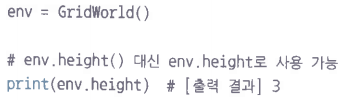 env = GridWorld()
# env.height() 대신 env.height로 사용 가능
print(env.height) # [출력 결과] 3